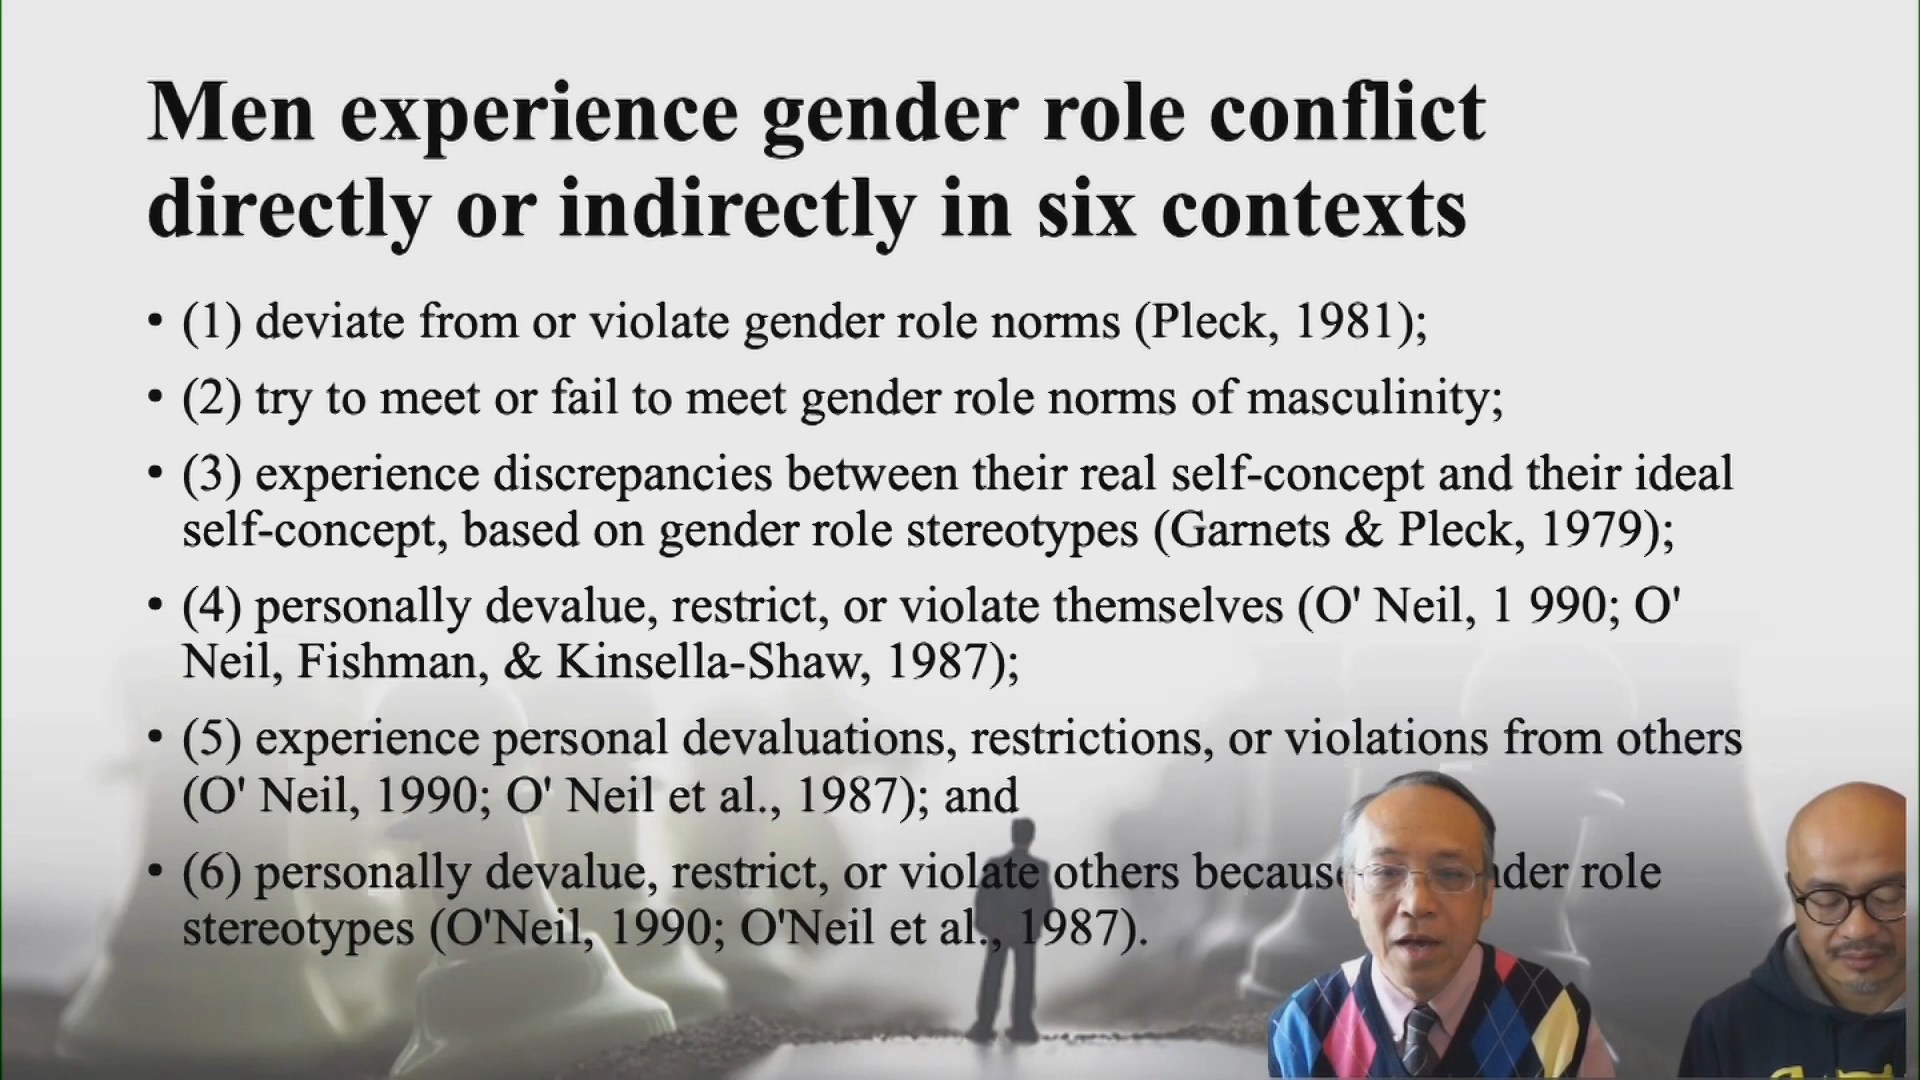 Men experience gender role conflict
directly or indirectly in six contexts
• (1) deviate from or violate gender role norms (Pleck, 1981);
• (2) try to meet or fail to meet gender role norms of masculinity;
• (3) experience discrepancies between their real self-concept and their ideal
self-concept, based on gender role stereotypes (Garnets & Pleck, 1979);
• (4) personally devalue, restrict, or violate themselves (O' Neil, 1 990; O'
Neil, Fishman, & Kinsella-Shaw, 1987);
• (5) experience personal devaluations, restrictions, or violations from others
(O' Neil, 1990; O' Neil et al., 1987); and
• (6) personally devalue, restrict, or violate others role
stereotypes (O'Neil, 1990; O'Neil et al., 1987).